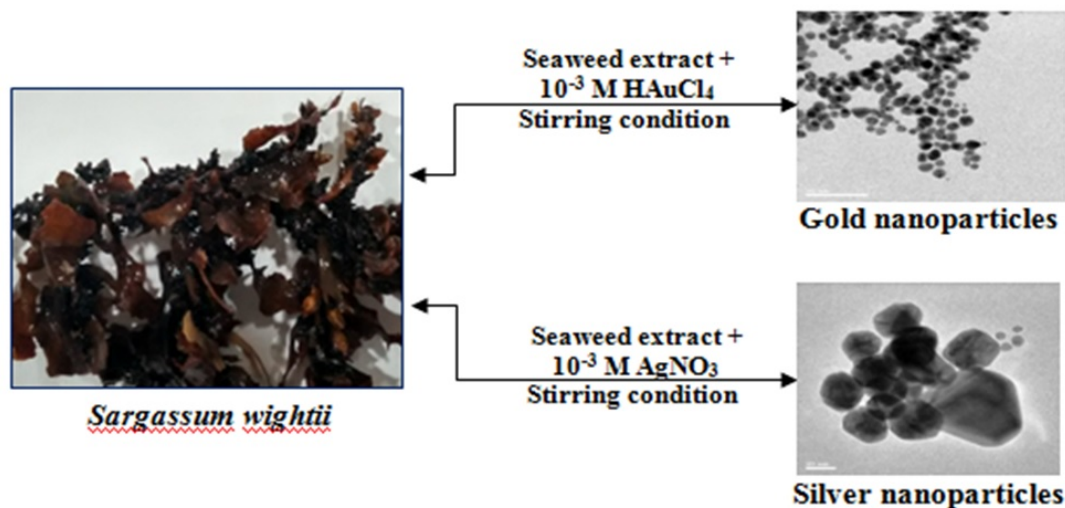 Seaweed extract +
10⁻³ M HAuCl₄
Stirring condition
Gold nanoparticles
Sargassum wightii
Seaweed extract +
10⁻³ M AgNO₃
Stirring condition
Silver nanoparticles